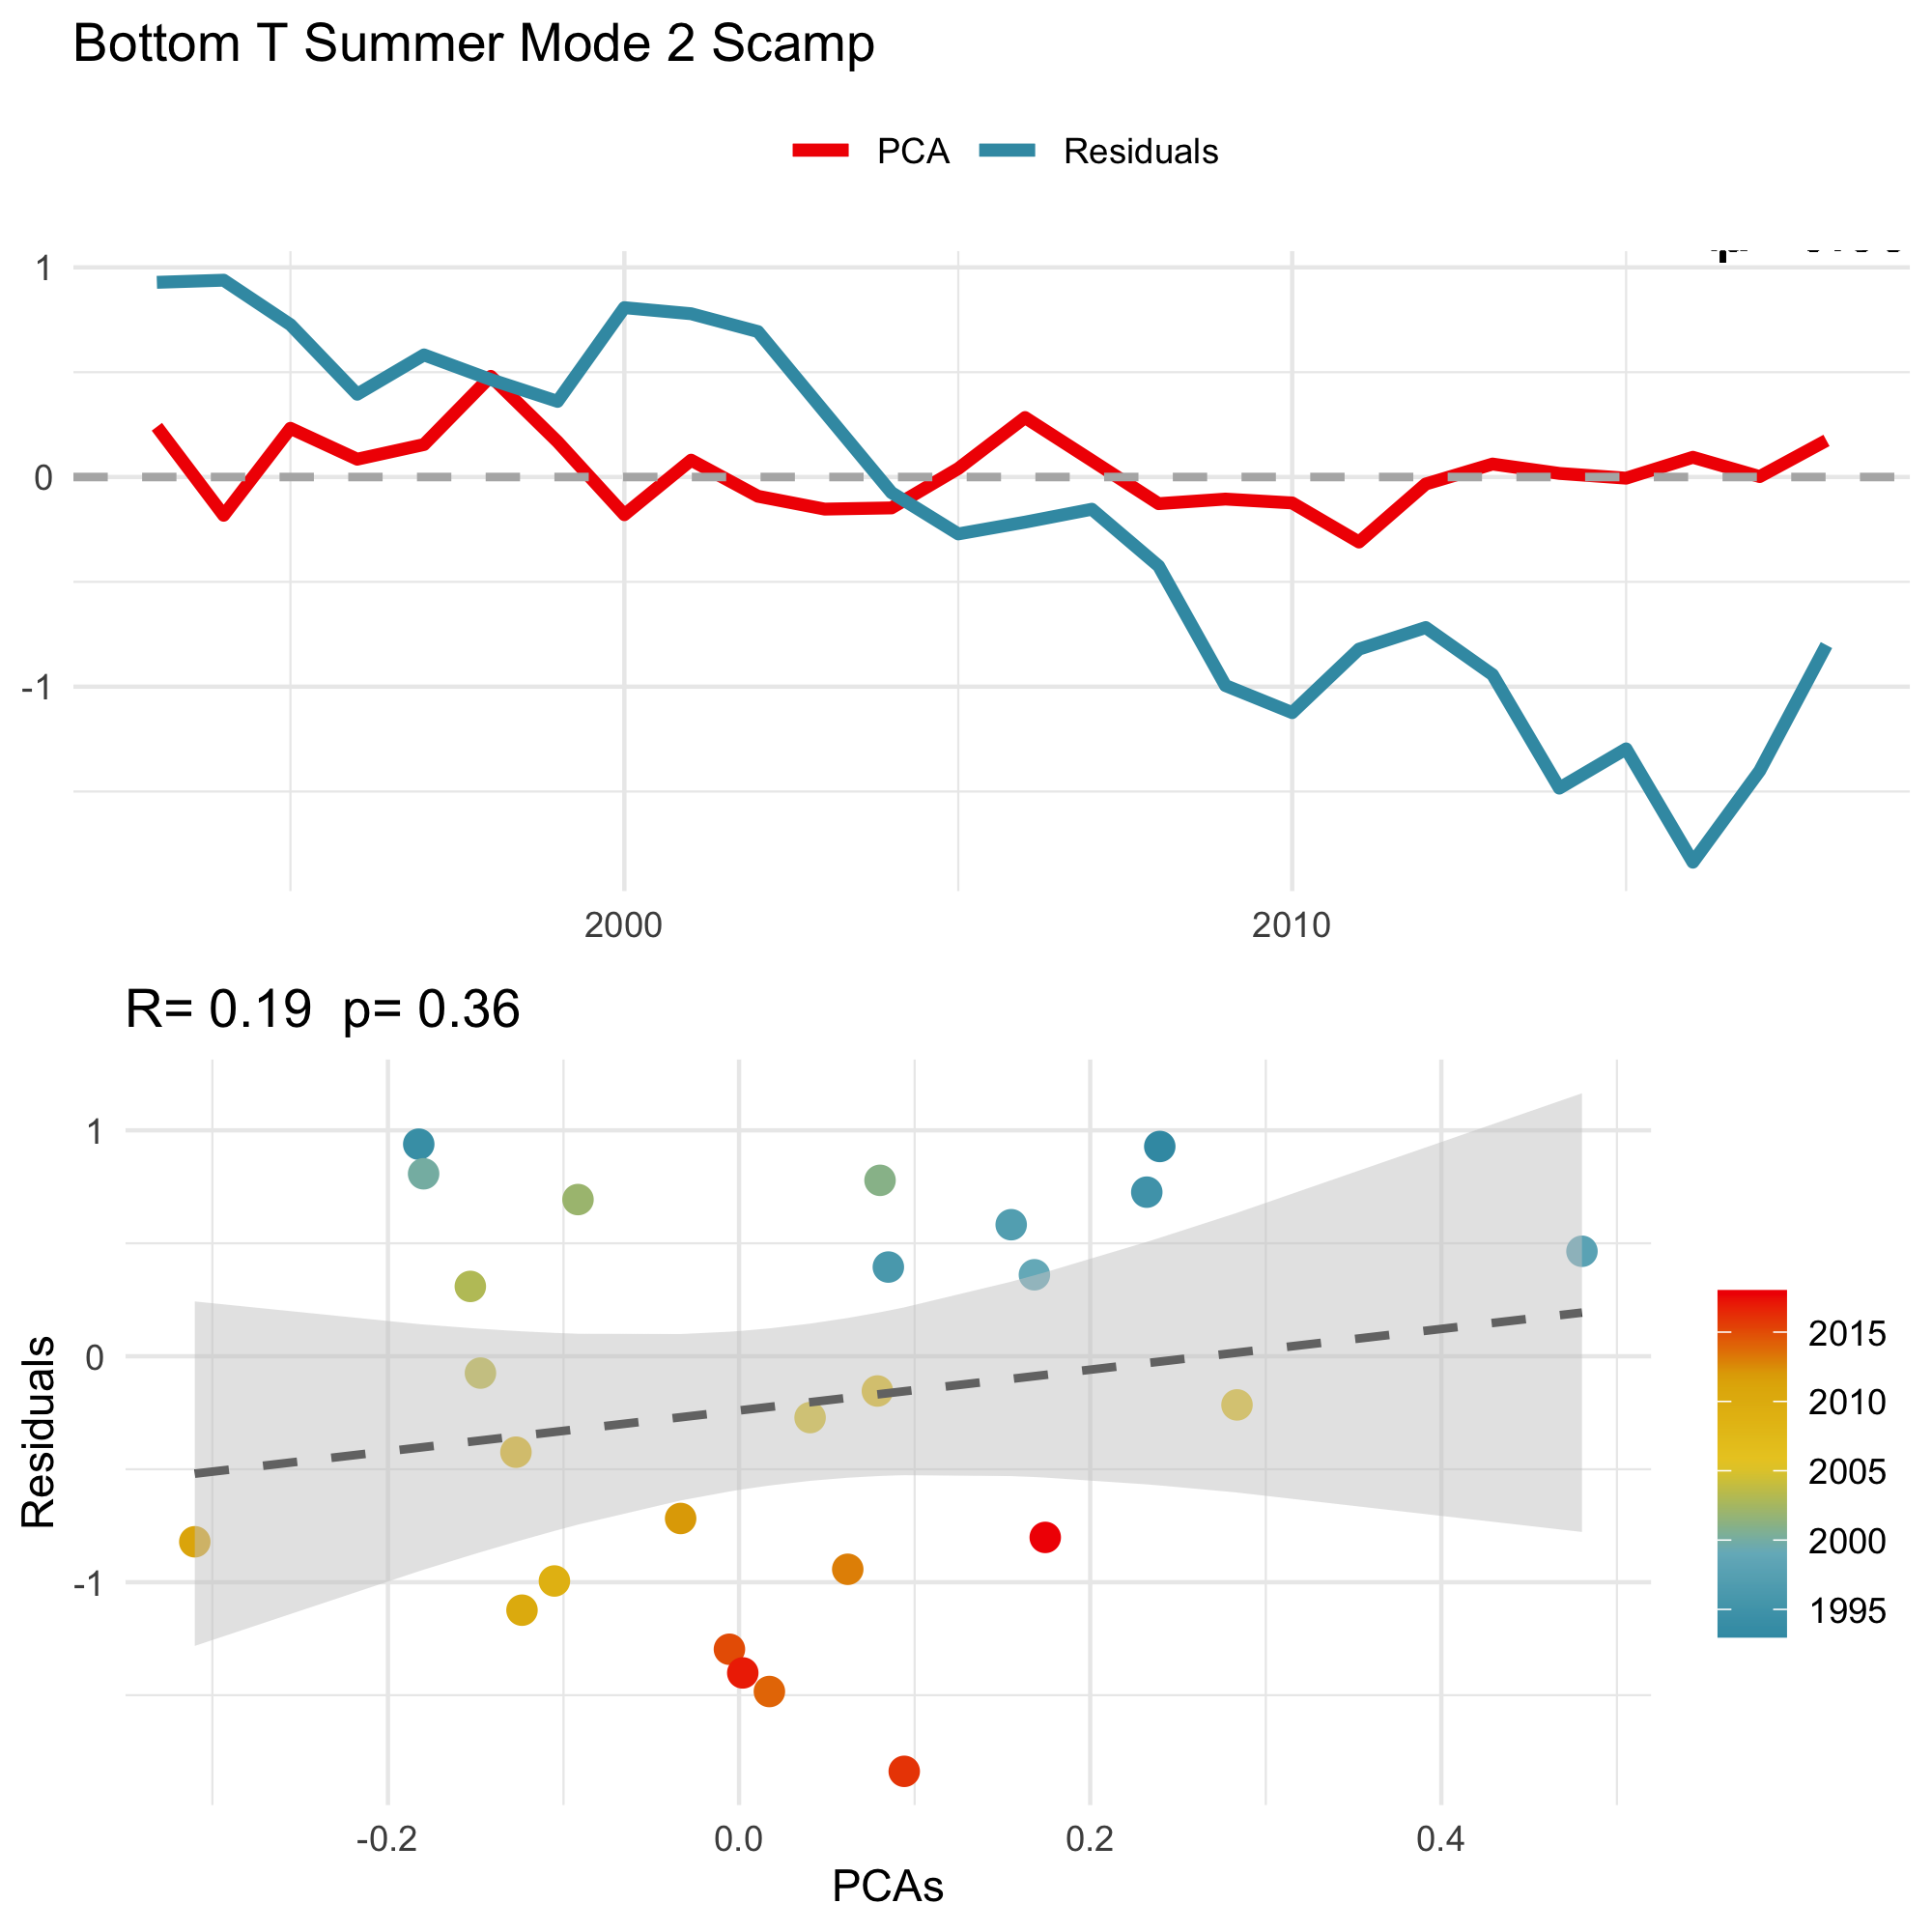 Bottom T Summer Mode 2 Scamp
PCA Residuals
1
0
-1
2000 2010
R= 0.19 p= 0.36
1
0
-1
Residuals
-0.2 0.0 0.2 0.4
PCAs
2015
2010
2005
2000
1995